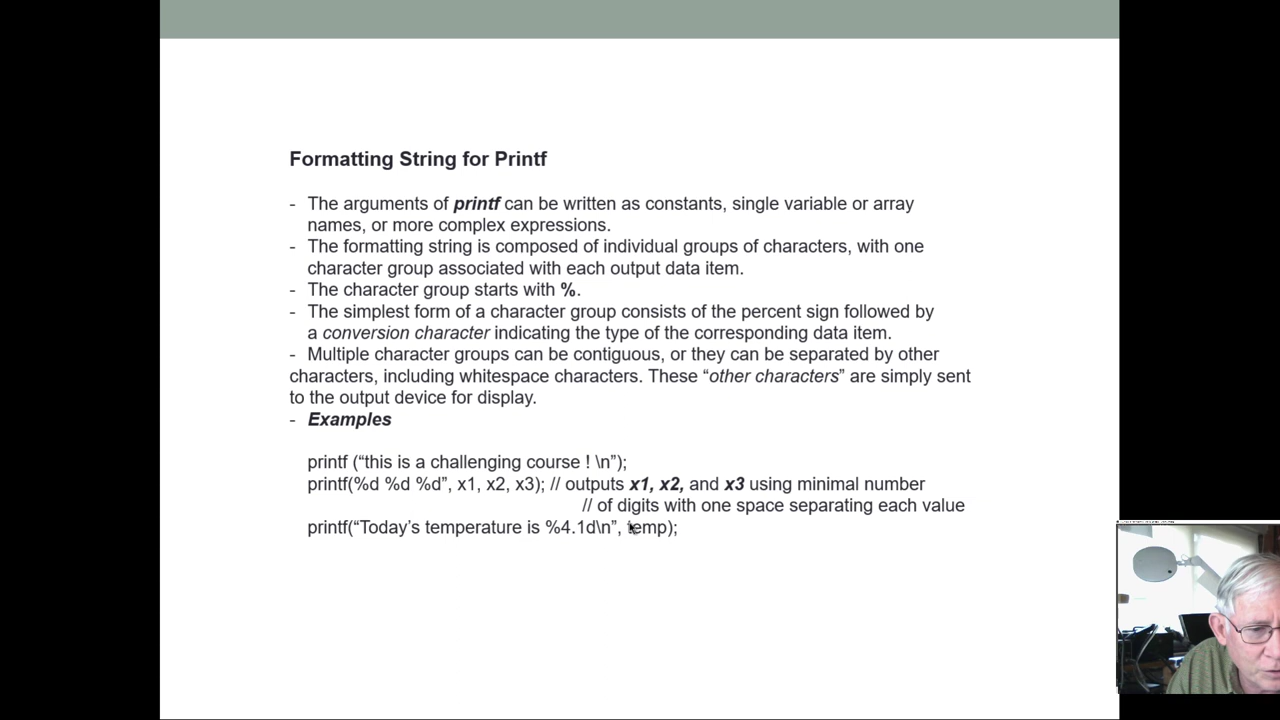 Formatting String for Printf
- The arguments of printf can be written as constants, single variable or array
names, or more complex expressions.
- The formatting string is composed of individual groups of characters, with one
character group associated with each output data item.
- The character group starts with %.
- The simplest form of a character group consists of the percent sign followed by
a conversion character indicating the type of the corresponding data item.
- Multiple character groups can be contiguous, or they can be separated by other
characters, including whitespace characters. These “other characters” are simply sent
to the output device for display.
- Examples
printf (“this is a challenging course ! \n”);
printf(%d %d %d”, x1, x2, x3); // outputs x1, x2, and x3 using minimal number
// of digits with one space separating each value
printf(“Today’s temperature is %4.1d\n”, temp);